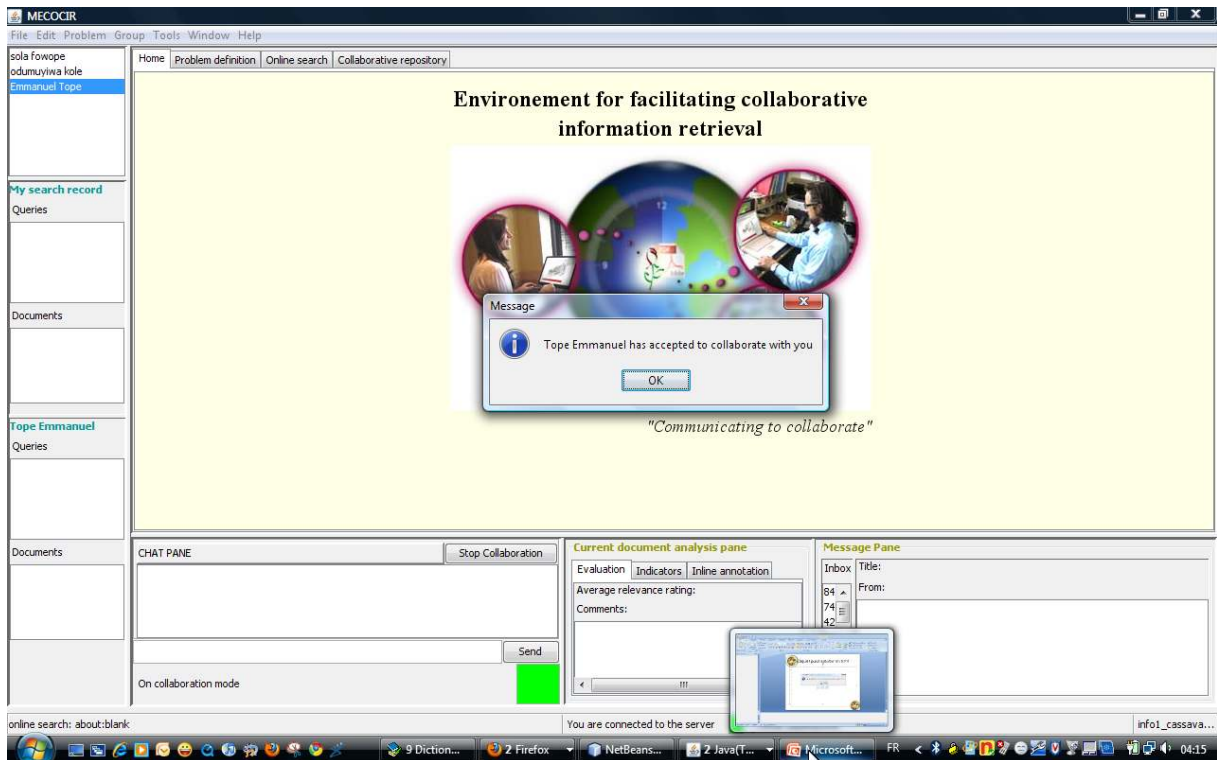 MECOCIR
File Edit Problem Group Tools Window Help
sola fowope
odumuyiwa kole
Emmanuel Tope
My search record
Queries
Documents
Tope Emmanuel
Queries
Documents
Home Problem definition Online search Collaborative repository
Environement for facilitating collaborative
information retrieval
12
Message
Tope Emmanuel has accepted to collaborate with you
OK
"Communicating to collaborate"
CHAT PANE Stop Collaboration
Send
On collaboration mode
Current document analysis pane
Evaluation Indicators Inline annotation
Average relevance rating:
Comments:
Message Pane
Inbox Title:
From:
84
74
42
online search: about:blank You are connected to the server info1_cassava...
9 Diction... 2 Firefox NetBeans... 2 Java(T... Microsoft... FR 04:15